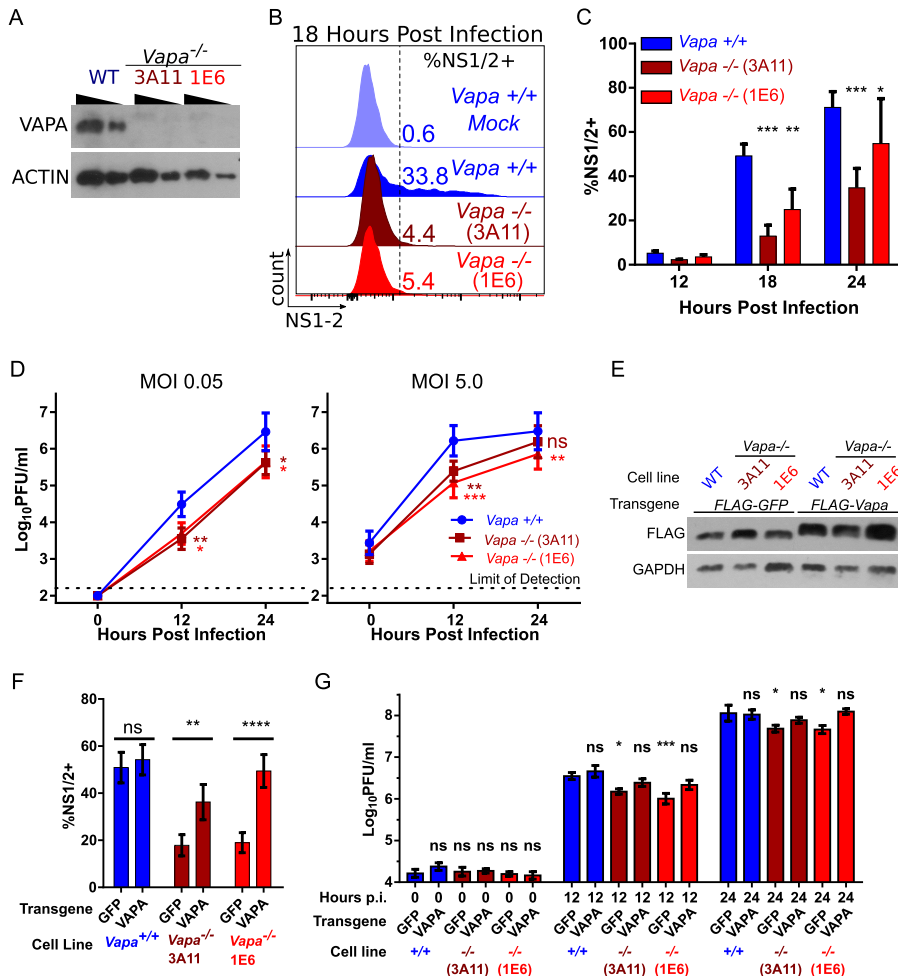 A
Vapa-/-
WT 3A11 1E6
VAPA
ACTIN
B
18 Hours Post Infection
%NS1/2+
Vapa +/+
Mock
0.6
33.8 Vapa +/+
Vapa -/-
4.4 (3A11)
Vapa -/-
5.4 (1E6)
count
NS1-2
C
Vapa +/+
Vapa -/- (3A11)
Vapa -/- (1E6)
100
80
60
40
20
0
%NS1/2+
*** **
*** *
12 18 24
Hours Post Infection
D
MOI 0.05
MOI 5.0
7
6
5
4
3
2
Log10PFU/ml
*
*
**
*
0 12 24
Hours Post Infection
7
6
5
4
3
2
ns
**
**
***
Vapa +/+
Vapa -/- (3A11)
Vapa -/- (1E6)
Limit of Detection
0 12 24
Hours Post Infection
E
Vapa-/- Vapa-/-
Cell line WT 3A11 1E6 WT 3A11 1E6
Transgene FLAG-GFP FLAG-Vapa
FLAG
GAPDH
F
80
60
40
20
0
%NS1/2+
ns ** ****
Transgene GFP VAPA GFP VAPA GFP VAPA
Cell Line Vapa+/+ Vapa-/- Vapa-/-
3A11 1E6
G
8
7
6
5
4
Log10PFU/ml
ns ns ns ns ns
ns * ns *** ns
ns * ns * ns
Hours p.i. 0 0 0 0 0 0 12 12 12 12 12 12 24 24 24 24 24 24
Transgene GFP VAPA GFP VAPA GFP VAPA GFP VAPA GFP VAPA GFP VAPA GFP VAPA GFP VAPA GFP VAPA
Cell line +/+ -/- -/- +/+ -/- -/- +/+ -/- -/-
(3A11) (1E6) (3A11) (1E6) (3A11) (1E6)